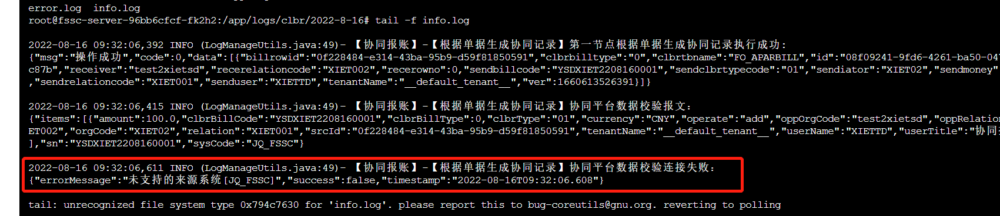 error.log  info.log
root@fssc-server-96bb6cfcf-fk2h2:/app/logs/clbr/2022-8-16# tail -f info.log
2022-08-16 09:32:06,392 INFO (LogManageUtils.java:49)- 【协同报账】-【根据单据生成协同记录】第一节点根据单据生成协同记录执行成功：
{"msg":"操作成功","code":0,"data":[{"billrowid":"0f228484-e314-43ba-95b9-d59f81850591","clbrbilltype":"0","clbrtbname":"FO_APARBILL","id":"08f09241-9fd6-4261-ba50-047
c87b","receiver":"test2xietsd","recerelationcode":"XIET002","recerowno":0,"sendbillcode":"YSDXIET2208160001","sendclbrtypecode":"01","sendiator":"XIET02","sendmoney"
,"sendrelationcode":"XIET001","senduser":"XIETTD","tenantName":"__default_tenant__","ver":1660613526391}]}
2022-08-16 09:32:06,415 INFO (LogManageUtils.java:49)- 【协同报账】-【根据单据生成协同记录】协同平台数据校验报文：
{"items":[{"amount":100.0,"clbrBillCode":"YSDXIET2208160001","clbrBillType":0,"clbrType":"01","currency":"CNY","operate":"add","oppOrgCode":"test2xietsd","oppRelation
ET002","orgCode":"XIET02","relation":"XIET001","srcId":"0f228484-e314-43ba-95b9-d59f81850591","tenantName":"__default_tenant__","userName":"XIETTD","userTitle":"协同
],"sn":"YSDXIET2208160001","sysCode":"JQ_FSSC"}
2022-08-16 09:32:06,611 INFO (LogManageUtils.java:49)- 【协同报账】-【根据单据生成协同记录】协同平台数据校验连接失败：
{"errorMessage":"未支持的来源系统[JQ_FSSC]","success":false,"timestamp":"2022-08-16T09:32:06.608"}
tail: unrecognized file system type 0x794c7630 for 'info.log'. please report this to bug-coreutils@gnu.org. reverting to polling